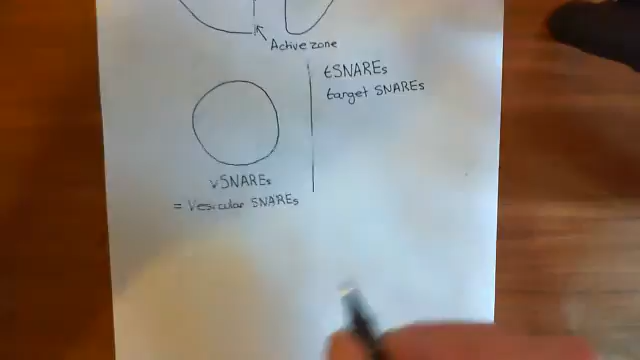 Active zone
tSNAREs
target SNAREs
vSNAREs
= Vesicular SNAREs